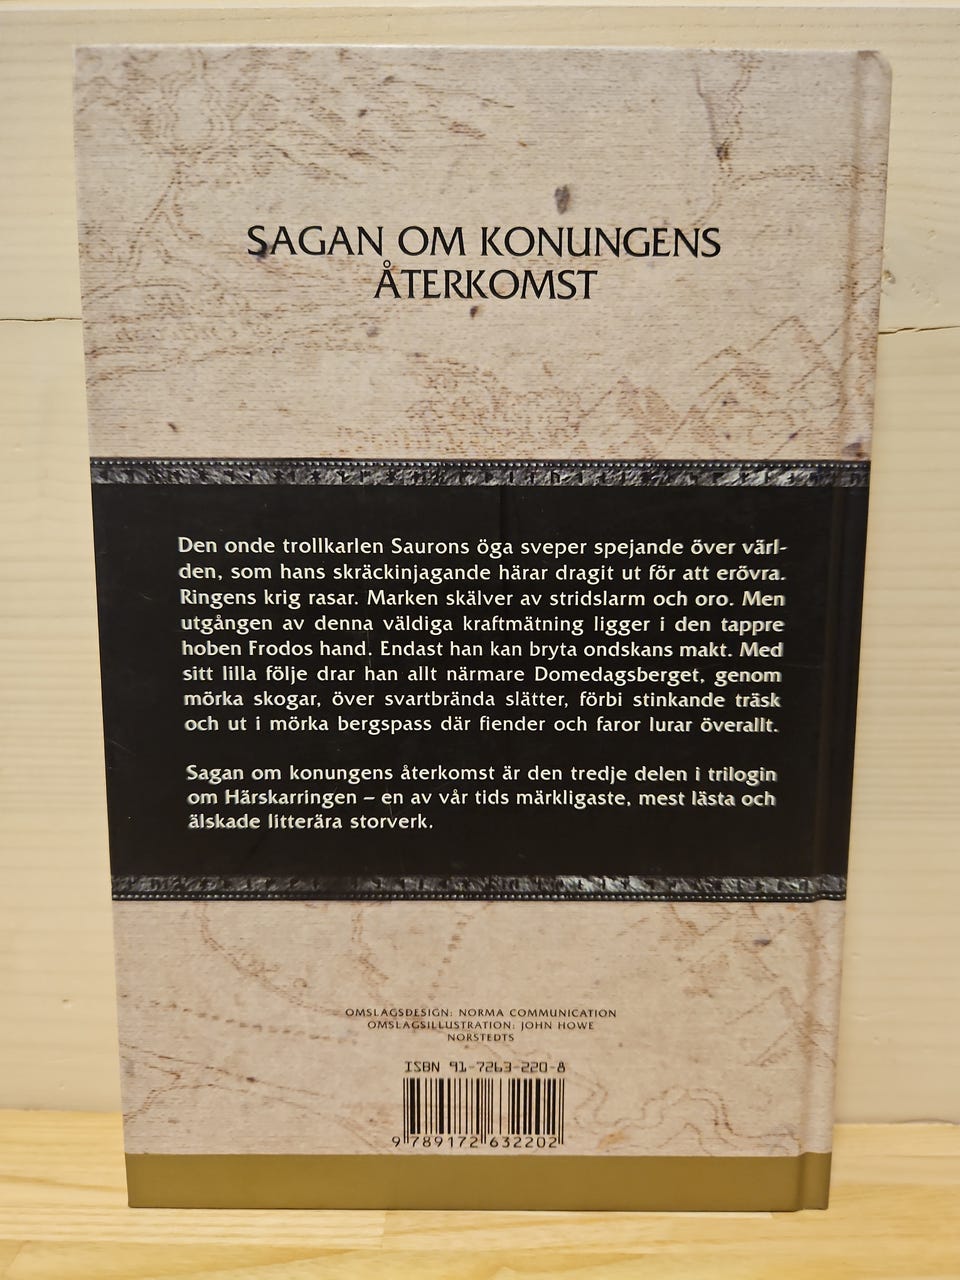 SAGAN OM KONUNGENS
ÅTERKOMST
Den onde trollkarlen Saurons öga sveper spejande över värl-
den, som hans skräckinjagande härar dragit ut för att erövra.
Ringens krig rasar. Marken skälver av stridslarm och oro. Men
utgången av denna väldiga kraftmätning ligger i den tappre
hoben Frodos hand. Endast han kan bryta ondskans makt. Med
sitt lilla följe drar han allt närmare Domedagsberget, genom
mörka skogar, över svartbrända slätter, förbi stinkande träsk
och ut i mörka bergspass där fiender och faror lurar överallt.
Sagan om konungens återkomst är den tredje delen i trilogin
om Härskarringen – en av vår tids märkligaste, mest lästa och
älskade litterära storverk.
OMSLAGSDESIGN: NORMA COMMUNICATION
OMSLAGSILLUSTRATION: JOHN HOWE
NORSTEDTS
ISBN 91-7263-220-8
9 789172 632202